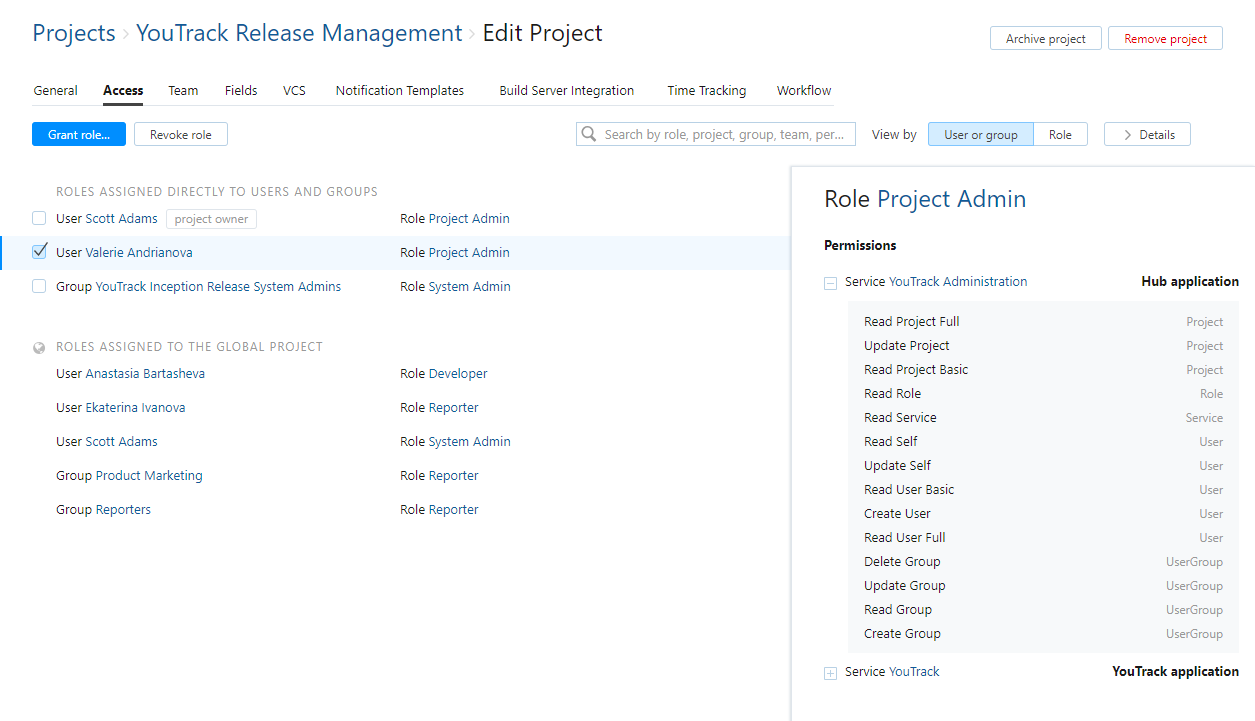 Projects › YouTrack Release Management › Edit Project
Archive project
Remove project
General Access Team Fields VCS Notification Templates Build Server Integration Time Tracking Workflow
Grant role... Revoke role
Search by role, project, group, team, per...
View by User or group Role
Details
ROLES ASSIGNED DIRECTLY TO USERS AND GROUPS
User Scott Adams project owner Role Project Admin
User Valerie Andrianova Role Project Admin
Group YouTrack Inception Release System Admins Role System Admin
ROLES ASSIGNED TO THE GLOBAL PROJECT
User Anastasia Bartasheva Role Developer
User Ekaterina Ivanova Role Reporter
User Scott Adams Role System Admin
Group Product Marketing Role Reporter
Group Reporters Role Reporter
Role Project Admin
Permissions
Service YouTrack Administration Hub application
Read Project Full Project
Update Project Project
Read Project Basic Project
Read Role Role
Read Service Service
Read Self User
Update Self User
Read User Basic User
Create User User
Read User Full User
Delete Group UserGroup
Update Group UserGroup
Read Group UserGroup
Create Group UserGroup
Service YouTrack YouTrack application